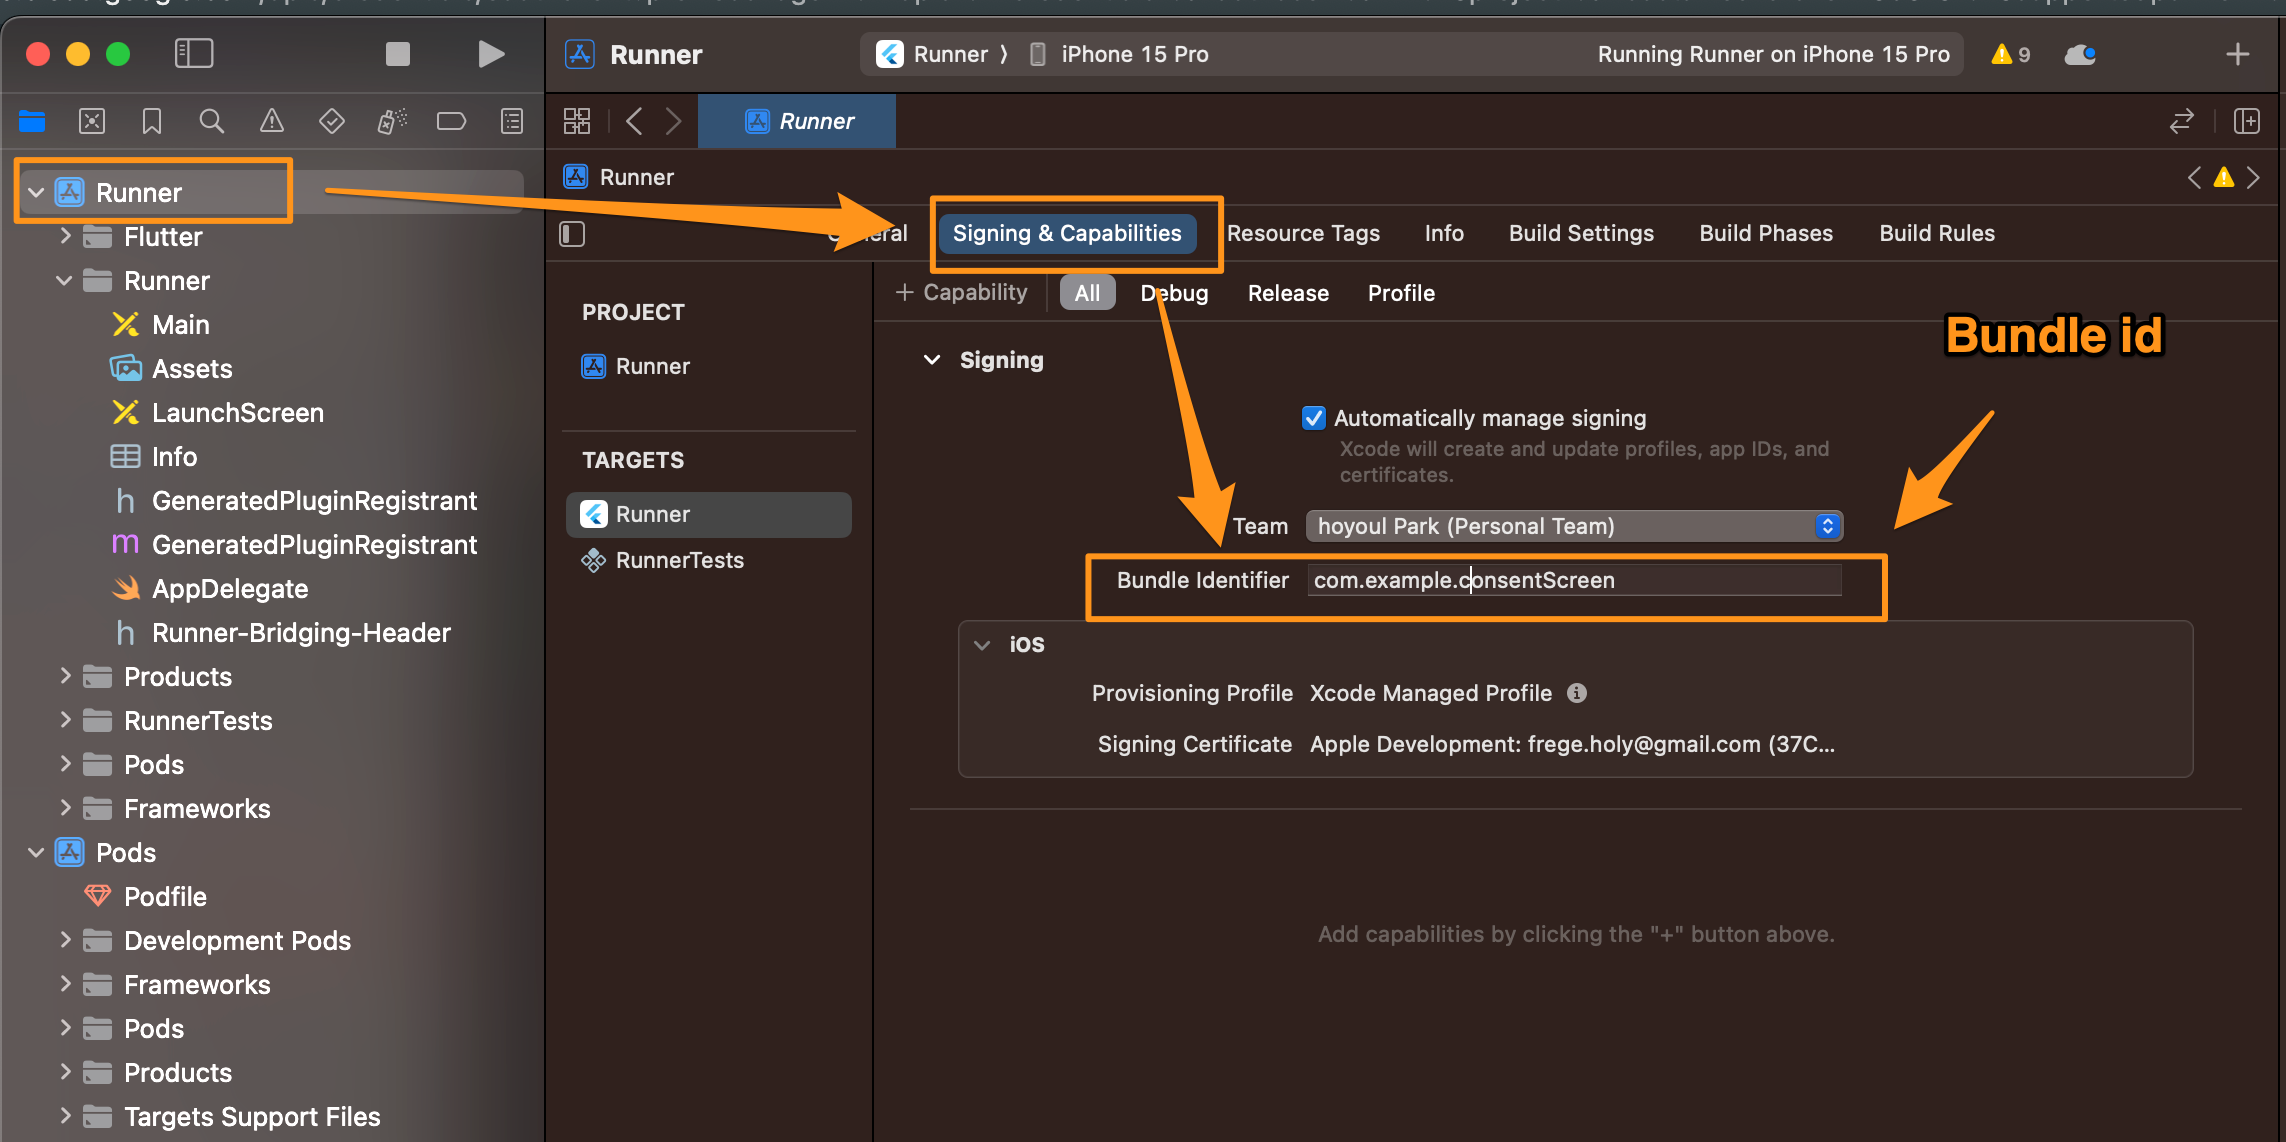 Runner
Runner 〉 iPhone 15 Pro
Running Runner on iPhone 15 Pro
9
Runner
Runner
Signing & Capabilities
Resource Tags
Info
Build Settings
Build Phases
Build Rules
Runner
Flutter
Runner
Main
Assets
LaunchScreen
Info
h GeneratedPluginRegistrant
m GeneratedPluginRegistrant
AppDelegate
h Runner-Bridging-Header
Products
RunnerTests
Pods
Frameworks
Pods
Podfile
Development Pods
Frameworks
Pods
Products
Targets Support Files
PROJECT
Runner
TARGETS
Runner
RunnerTests
+ Capability
All
Debug
Release
Profile
Bundle id
Signing
Automatically manage signing
Xcode will create and update profiles, app IDs, and
certificates.
Team hoyoul Park (Personal Team)
Bundle Identifier com.example.consentScreen
iOS
Provisioning Profile Xcode Managed Profile
Signing Certificate Apple Development: frege.holy@gmail.com (37C...
Add capabilities by clicking the "+" button above.